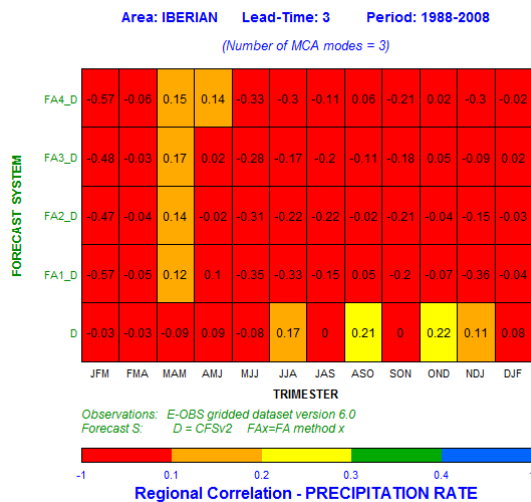 Area: IBERIAN Lead-Time: 3 Period: 1988-2008
(Number of MCA modes = 3)
FORECAST SYSTEM
FA4_D -0.57 -0.06 0.15 0.14 -0.33 -0.3 -0.11 0.06 -0.21 0.02 -0.3 -0.02
FA3_D -0.48 -0.03 0.17 0.02 -0.28 -0.17 -0.2 -0.11 -0.18 0.05 -0.09 0.02
FA2_D -0.47 -0.04 0.14 -0.02 -0.31 -0.22 -0.22 -0.02 -0.21 -0.04 -0.15 -0.03
FA1_D -0.57 -0.05 0.12 0.1 -0.35 -0.33 -0.15 0.05 -0.2 -0.07 -0.36 -0.04
D -0.03 -0.03 -0.09 0.09 -0.08 0.17 0 0.21 0 0.22 0.11 0.08
JFM FMA MAM AMJ MJJ JJA JAS ASO SON OND NDJ DJF
TRIMESTER
Observations: E-OBS gridded dataset version 6.0
Forecast S: D = CFSv2 FAx=FA method x
-1 0.1 0.2 0.3 0.4 1
Regional Correlation - PRECIPITATION RATE